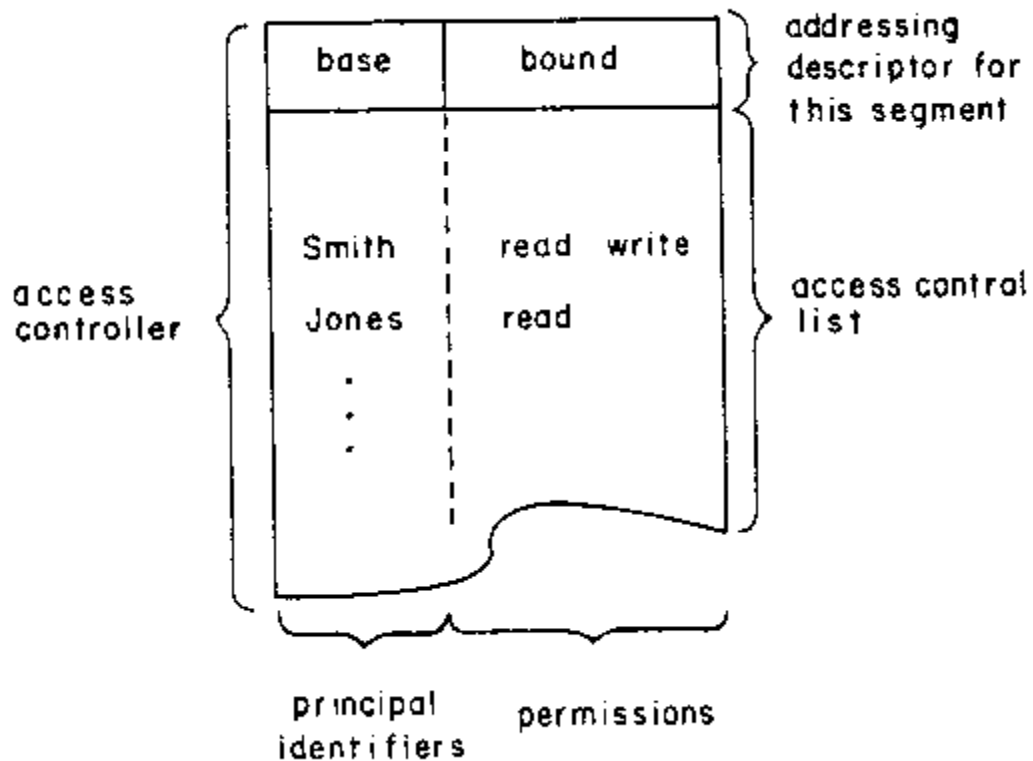 base bound
addressing
descriptor for
this segment
Smith read write
Jones read
access
controller
access control
list
principal
identifiers
permissions